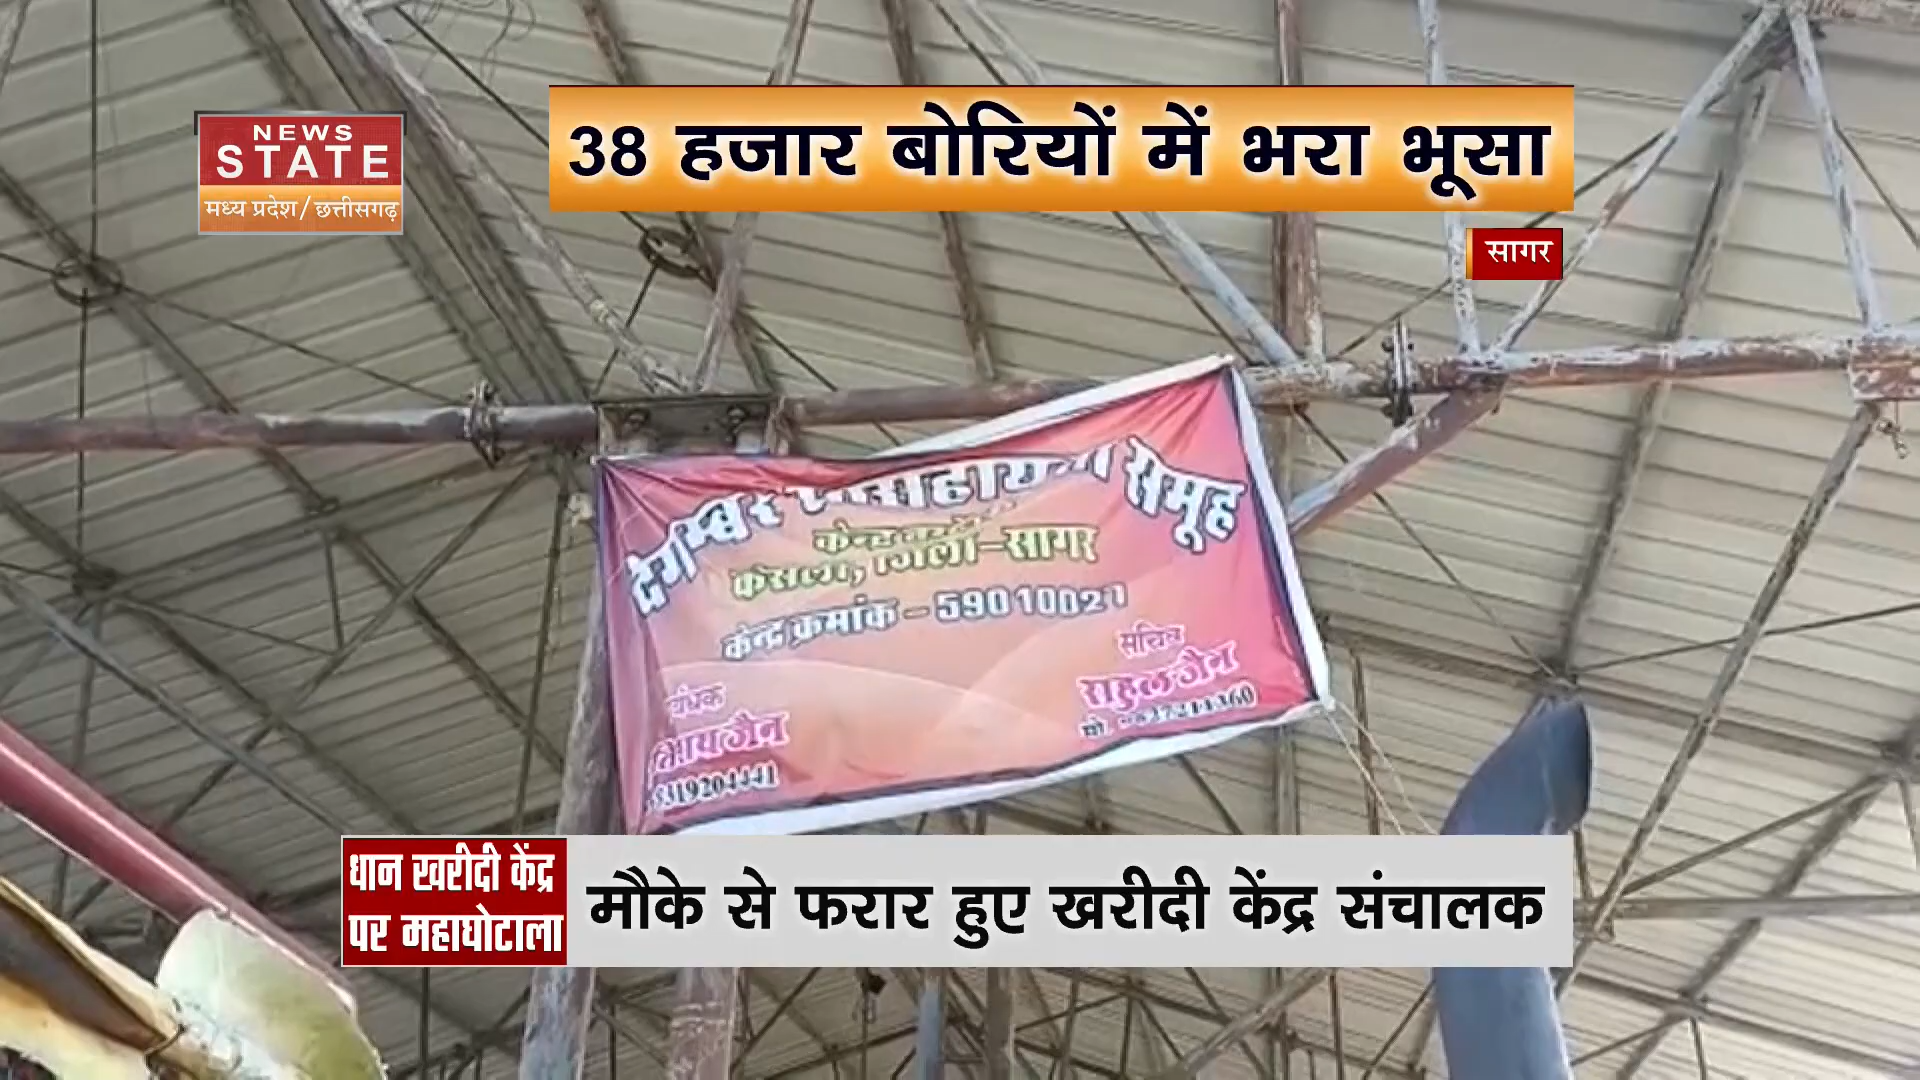 NEWS
STATE
मध्य प्रदेश/छत्तीसगढ़
38 हजार बोरियों में भरा भूसा
सागर
समूह
जिला-सागर
केन्द्र क्रमांक - 59010021
सचिव
राहुल जैन
मो.
जैन
धान खरीदी केंद्र
पर महाघोटाला
मौके से फरार हुए खरीदी केंद्र संचालक